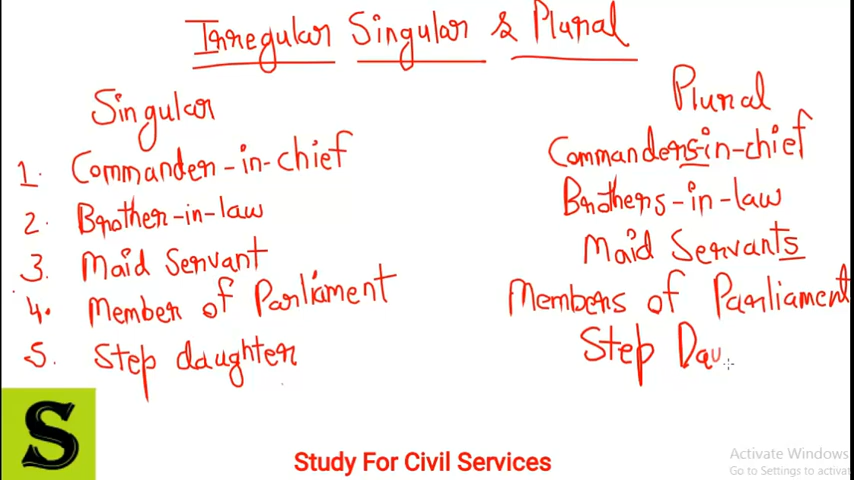 Irregular Singular & Plural
Singular
Plural
1. Commander-in-chief
Commanders-in-chief
2. Brother-in-law
Brothers-in-law
3. Maid Servant
Maid Servants
4. Member of Parliament
Members of Parliament
5. Step daughter
Step Dau
S
Study For Civil Services
Activate Windows
Go to Settings to activat